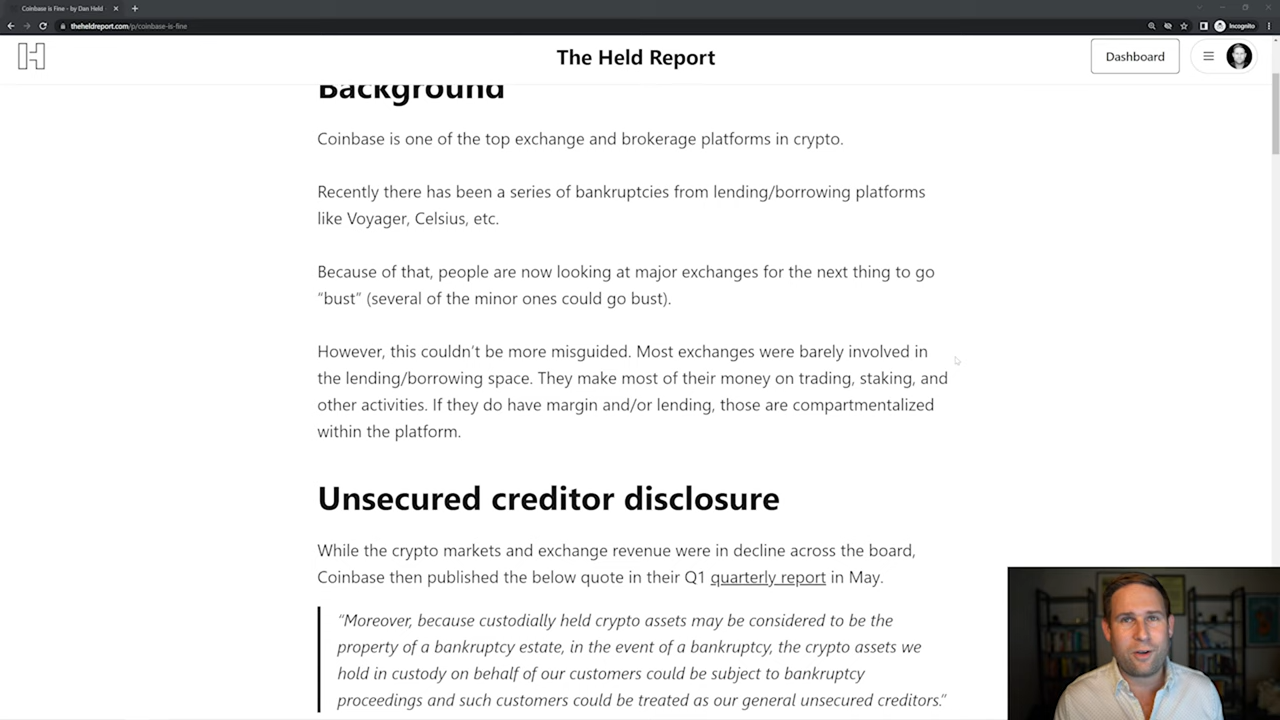 Coinbase is Fine - by Dan Held
theheldreport.com/p/coinbase-is-fine
Incognito
The Held Report
Dashboard
Background
Coinbase is one of the top exchange and brokerage platforms in crypto.
Recently there has been a series of bankruptcies from lending/borrowing platforms
like Voyager, Celsius, etc.
Because of that, people are now looking at major exchanges for the next thing to go
“bust” (several of the minor ones could go bust).
However, this couldn’t be more misguided. Most exchanges were barely involved in
the lending/borrowing space. They make most of their money on trading, staking, and
other activities. If they do have margin and/or lending, those are compartmentalized
within the platform.
Unsecured creditor disclosure
While the crypto markets and exchange revenue were in decline across the board,
Coinbase then published the below quote in their Q1 quarterly report in May.
“Moreover, because custodially held crypto assets may be considered to be the
property of a bankruptcy estate, in the event of a bankruptcy, the crypto assets we
hold in custody on behalf of our customers could be subject to bankruptcy
proceedings and such customers could be treated as our general unsecured creditors.”